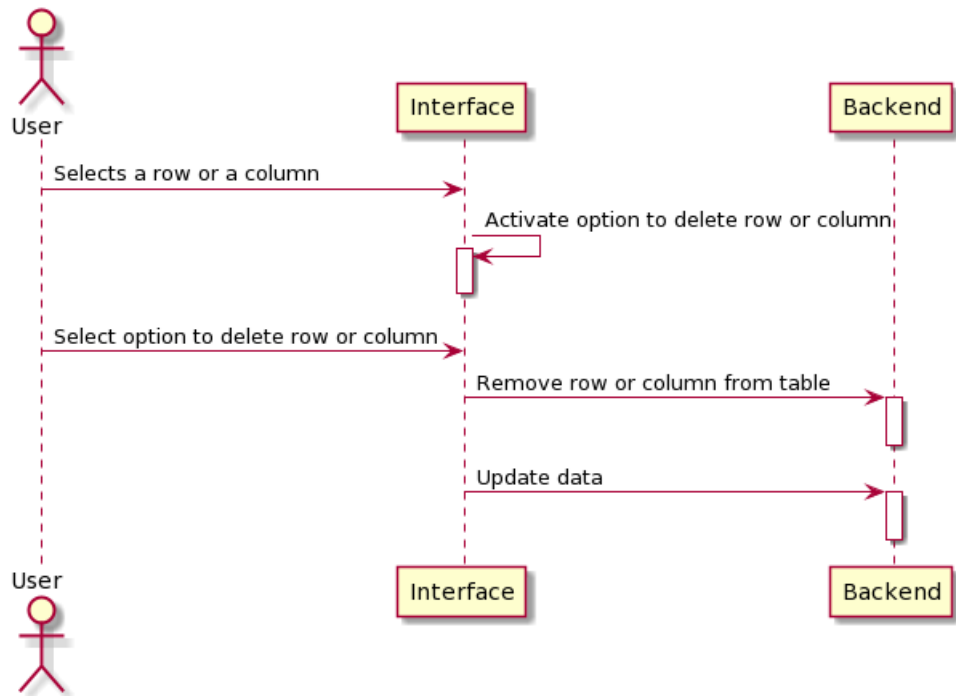 User
Interface
Backend
Selects a row or a column
Activate option to delete row or column
Select option to delete row or column
Remove row or column from table
Update data
User
Interface
Backend